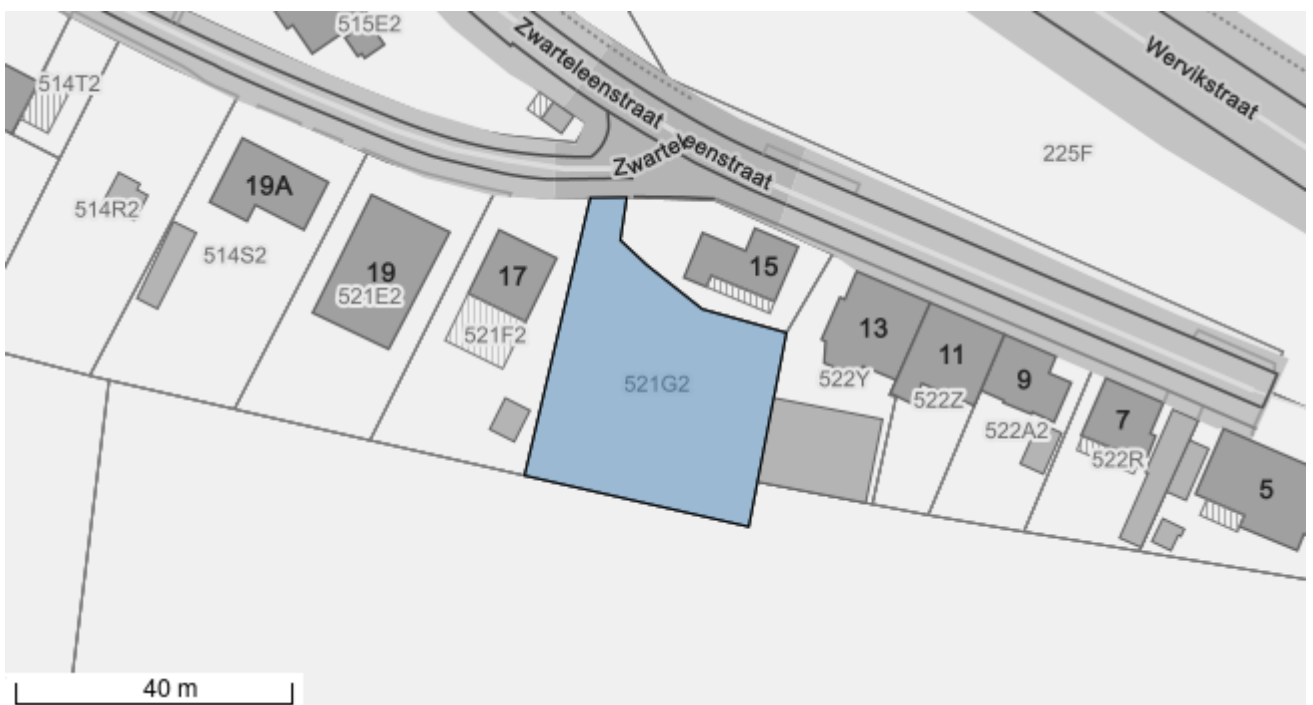 515E2
Zwarteleenstraat
Wervikstraat
514T2
225F
Zwarteleenstraat
19A
514R2
514S2
19
521E2
17
521F2
15
521G2
13
522Y
11
522Z
9
522A2
7
522R
5
40 m